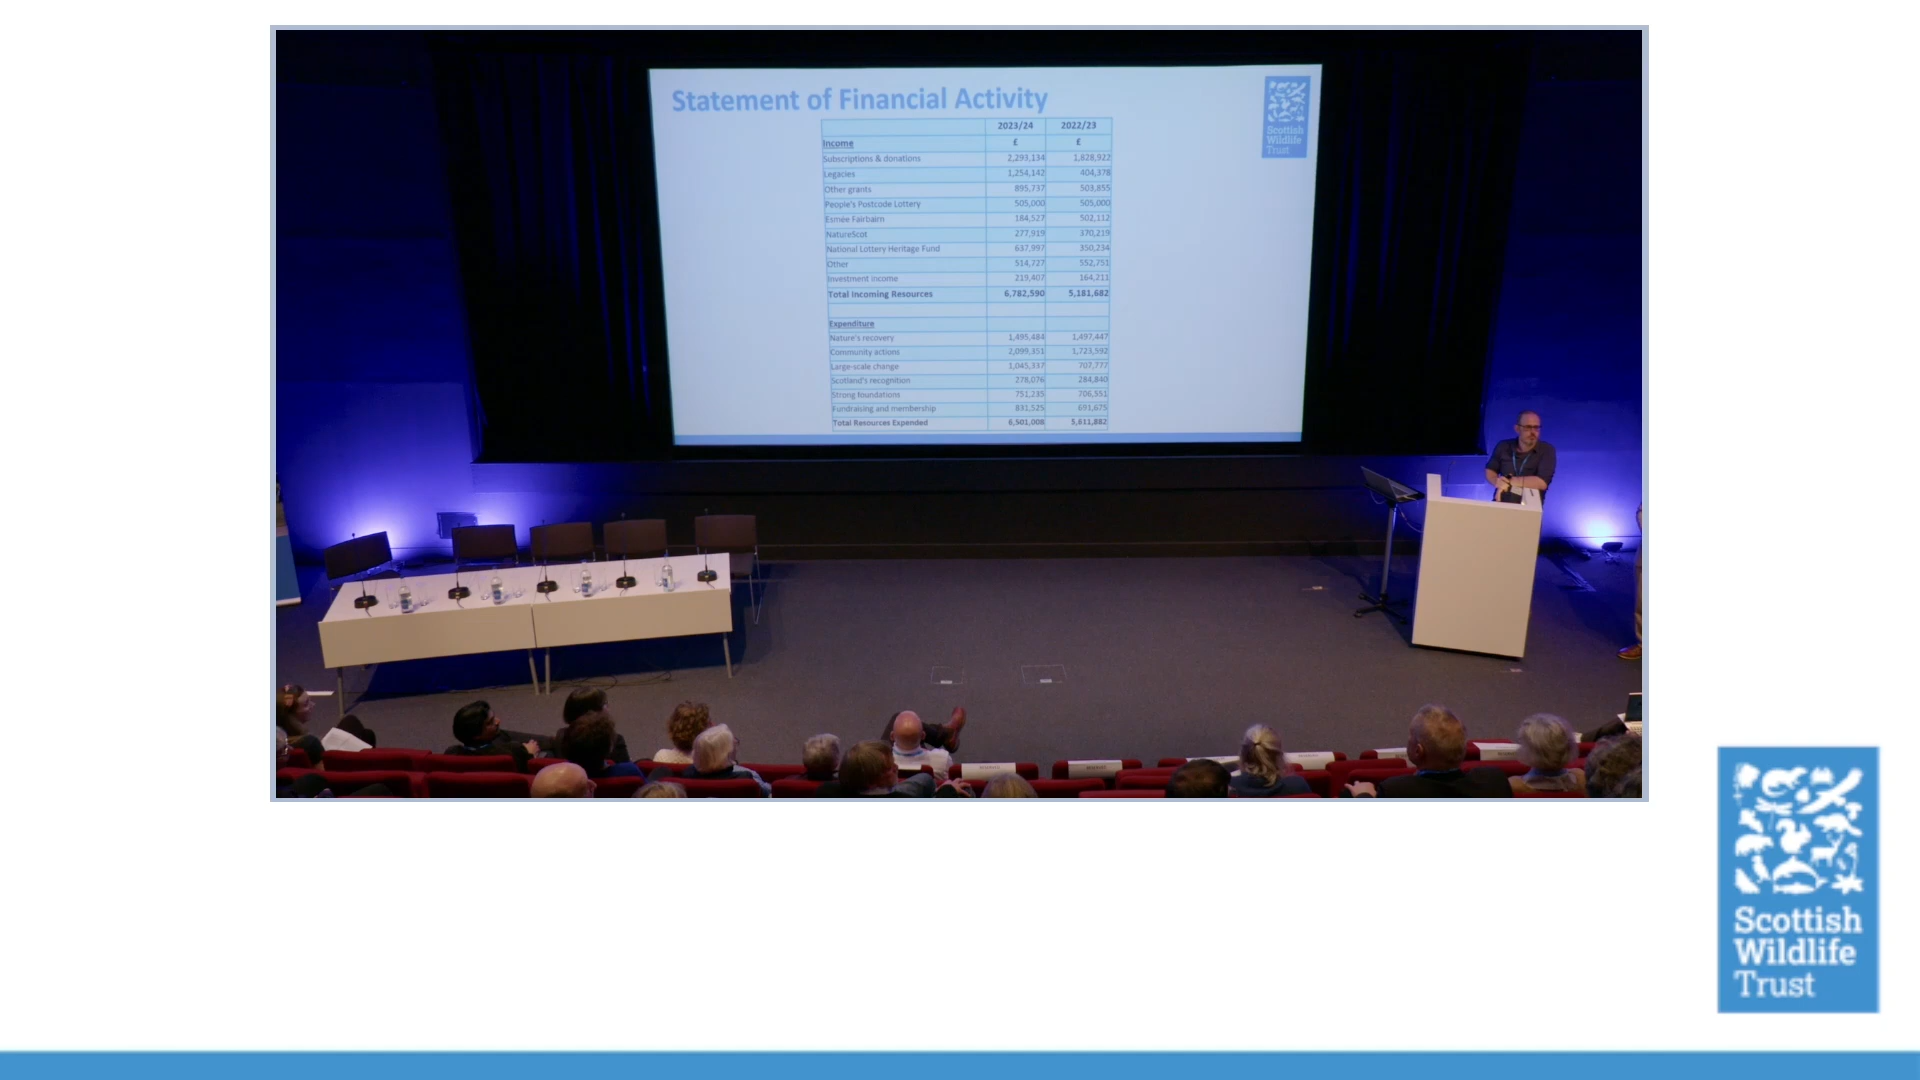 Statement of Financial Activity
2023/24 2022/23
Income £ £
Subscriptions & donations 2,293,134 1,828,922
Legacies 1,254,142 404,378
Other grants 895,737 503,855
People's Postcode Lottery 505,000 505,000
Esmée Fairbairn 184,527 502,112
NatureScot 277,919 370,219
National Lottery Heritage Fund 637,997 350,234
Other 514,727 552,751
Investment income 219,407 164,211
Total Incoming Resources 6,782,590 5,181,682
Expenditure
Nature's recovery 1,495,484 1,497,447
Community actions 2,099,351 1,723,592
Large-scale change 1,045,337 707,777
Scotland's recognition 278,076 284,840
Strong foundations 751,235 706,551
Fundraising and membership 831,525 691,675
Total Resources Expended 6,501,008 5,611,882
Scottish
Wildlife
Trust
Scottish
Wildlife
Trust